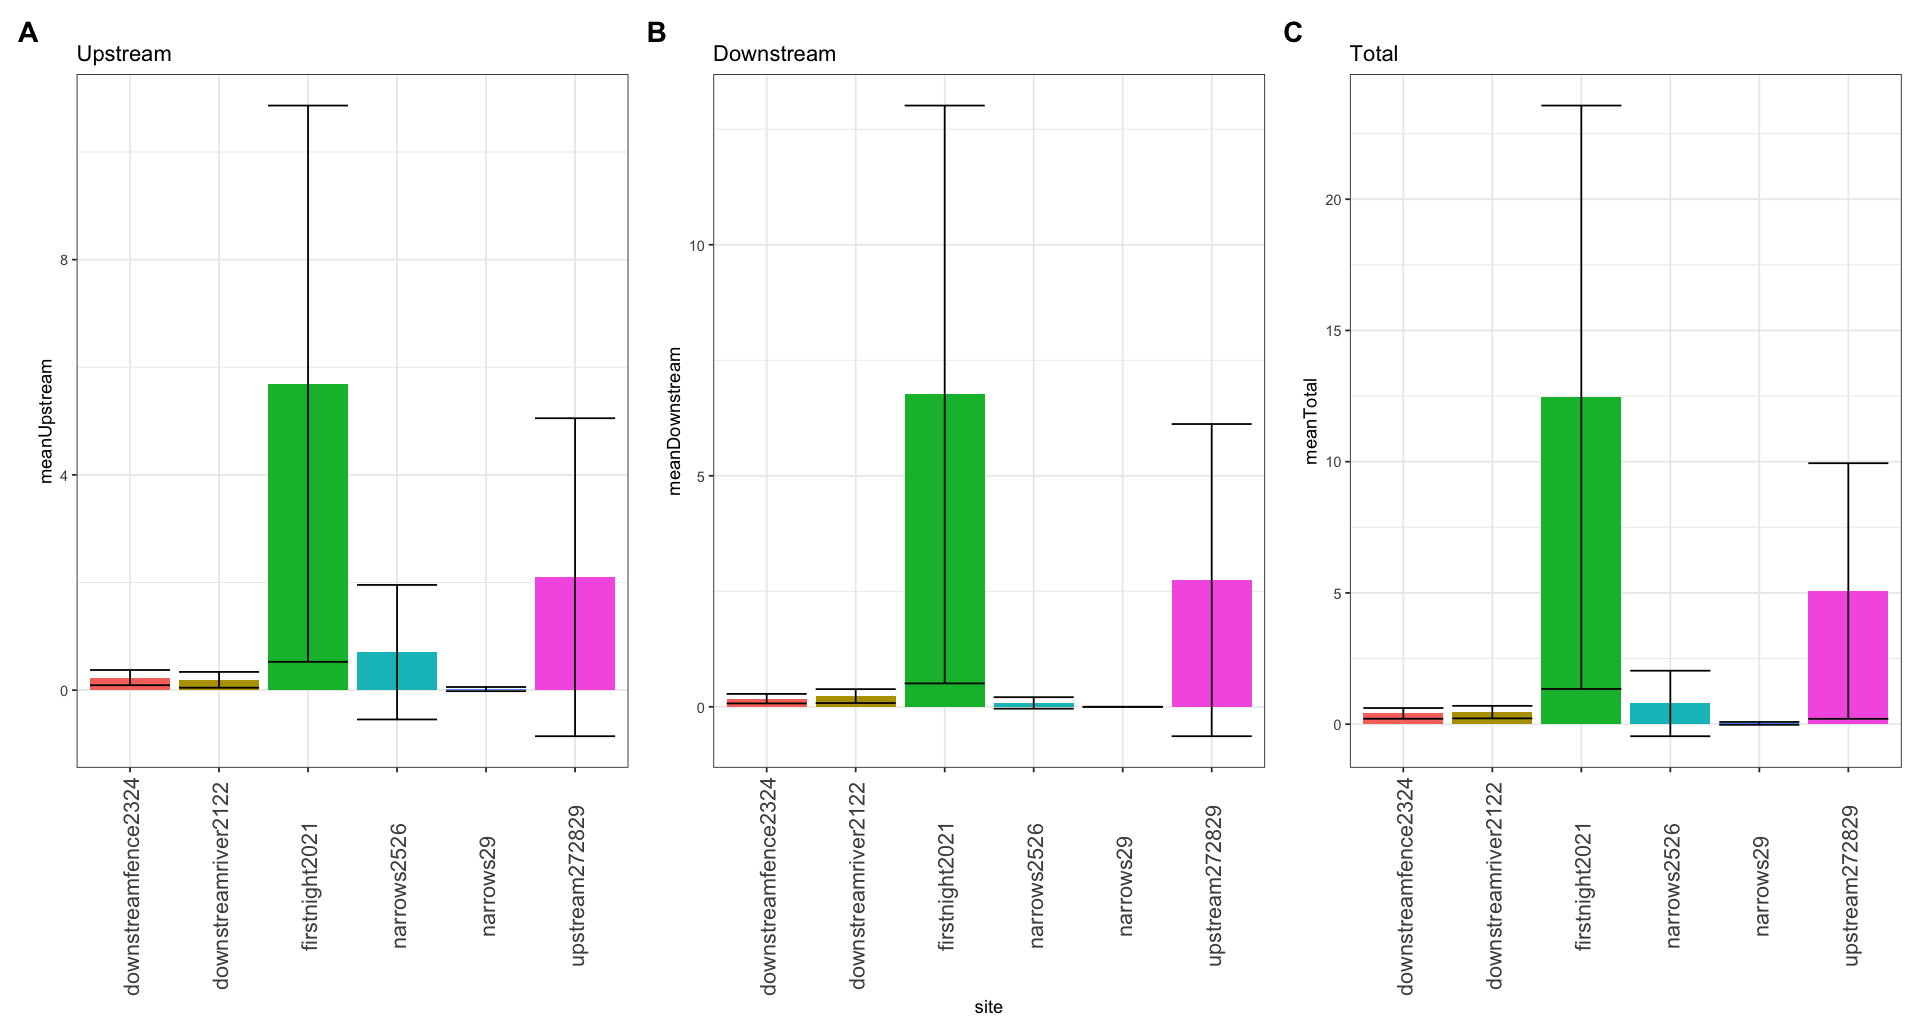 A
Upstream
meanUpstream
8
4
0
downstreamfence2324
downstreamriver2122
firstnight2021
narrows2526
narrows29
upstream272829
B
Downstream
meanDownstream
10
5
0
downstreamfence2324
downstreamriver2122
firstnight2021
narrows2526
narrows29
upstream272829
C
Total
meanTotal
20
15
10
5
0
downstreamfence2324
downstreamriver2122
firstnight2021
narrows2526
narrows29
upstream272829
site